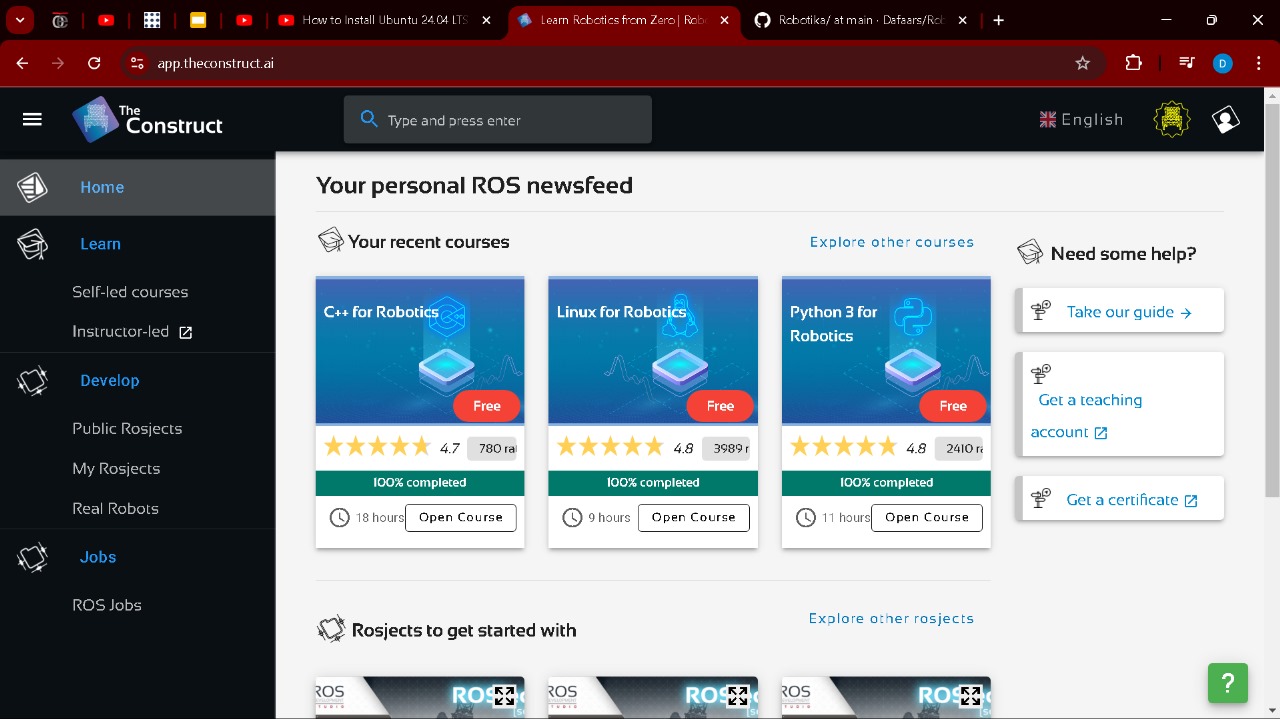 How to Install Ubuntu 24.04 LTS
Learn Robotics from Zero | Rob
Robotika/ at main · Dafaars/Rob
app.theconstruct.ai
D
The
Construct
Type and press enter
English
Home
Learn
Self-led courses
Instructor-led
Develop
Public Rosjects
My Rosjects
Real Robots
Jobs
ROS Jobs
Your personal ROS newsfeed
Your recent courses
Explore other courses
C++ for Robotics
Free
4.7 780 ra
100% completed
18 hours Open Course
Linux for Robotics
Free
4.8 3989 r
100% completed
9 hours Open Course
Python 3 for
Robotics
Free
4.8 2410 ra
100% completed
11 hours Open Course
Need some help?
Take our guide →
Get a teaching
account
Get a certificate
Rosjects to get started with
Explore other rosjects
ROS
ROS
ROS
ROS
ROS
ROS
?